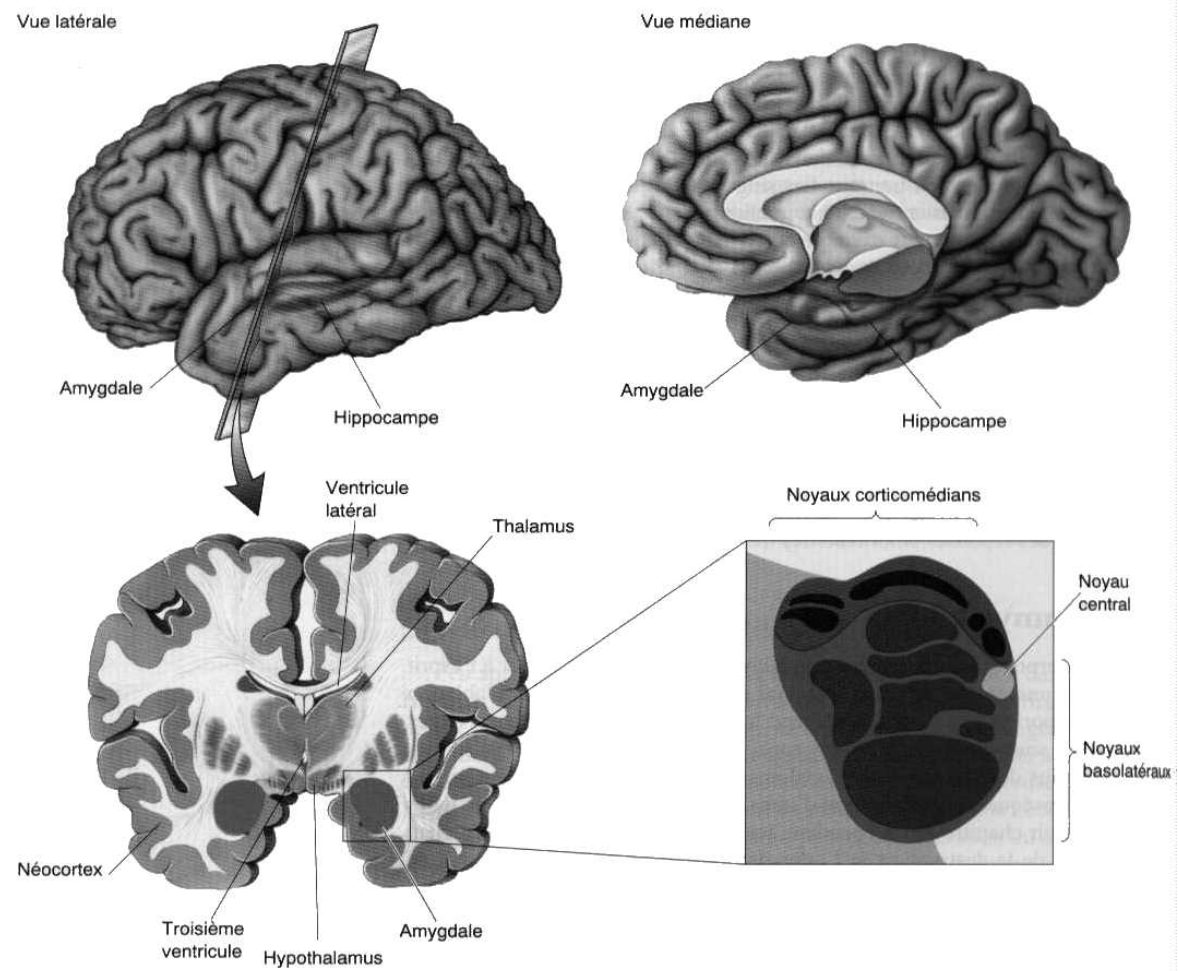 Vue latérale
Vue médiane
Amygdale
Hippocampe
Amygdale
Hippocampe
Ventricule
latéral
Thalamus
Noyaux corticomédians
Noyau
central
Noyaux
basolatéraux
Néocortex
Troisième
ventricule
Hypothalamus
Amygdale